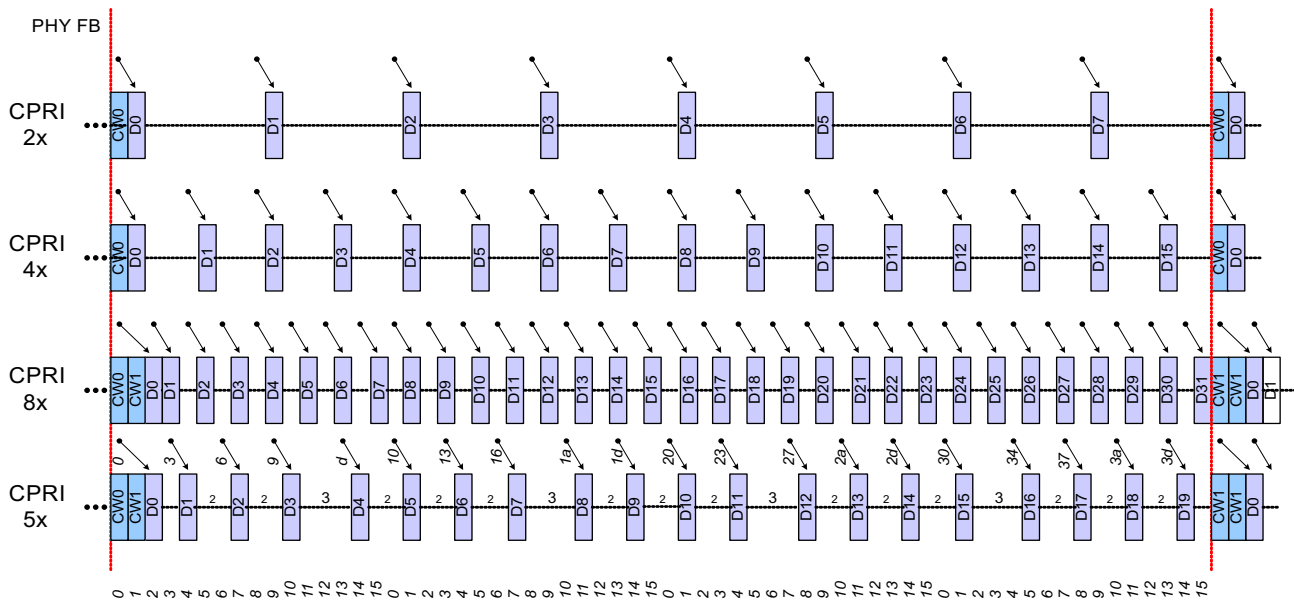 PHY FB
CPRI 2x
CW0 D0 D1 D2 D3 D4 D5 D6 D7 CW0 D0
CPRI 4x
CW0 D0 D1 D2 D3 D4 D5 D6 D7 D8 D9 D10 D11 D12 D13 D14 D15 CW0 D0
CPRI 8x
CW0 CW1 D0 D1 D2 D3 D4 D5 D6 D7 D8 D9 D10 D11 D12 D13 D14 D15 D16 D17 D18 D19 D20 D21 D22 D23 D24 D25 D26 D27 D28 D29 D30 D31 CW1 CW1 D0 D1
0 3 6 9 d 10 13 16 1a 1d 20 23 27 2a 2d 30 34 37 3a 3d
CPRI 5x
CW0 CW1 D0 D1 2 D2 2 D3 3 D4 2 D5 2 D6 2 D7 3 D8 2 D9 2 D10 2 D11 3 D12 2 D13 2 D14 2 D15 3 D16 2 D17 2 D18 2 D19 CW1 CW1 D0
0 1 2 3 4 5 6 7 8 9 10 11 12 13 14 15 0 1 2 3 4 5 6 7 8 9 10 11 12 13 14 15 0 1 2 3 4 5 6 7 8 9 10 11 12 13 14 15 0 1 2 3 4 5 6 7 8 9 10 11 12 13 14 15